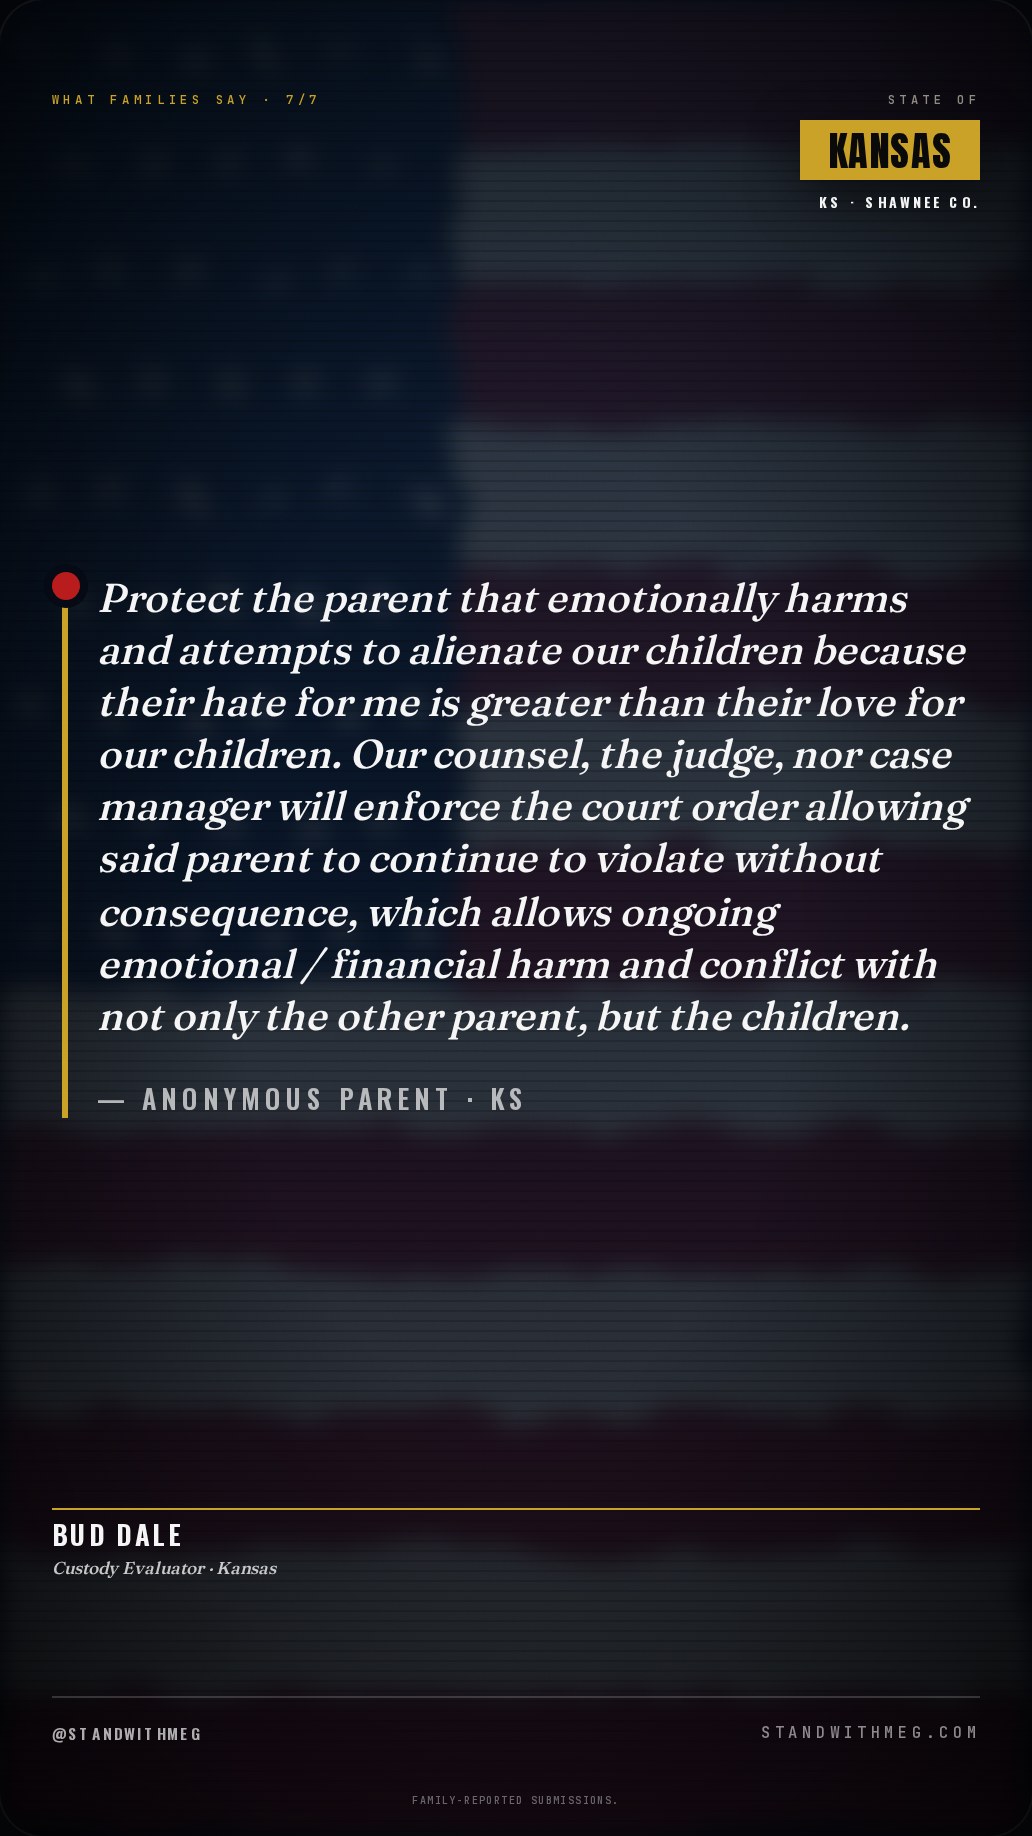 WHAT FAMILIES SAY · 7/7
STATE OF
KANSAS
KS · SHAWNEE CO.
Protect the parent that emotionally harms
and attempts to alienate our children because
their hate for me is greater than their love for
our children. Our counsel, the judge, nor case
manager will enforce the court order allowing
said parent to continue to violate without
consequence, which allows ongoing
emotional / financial harm and conflict with
not only the other parent, but the children.
— ANONYMOUS PARENT · KS
BUD DALE
Custody Evaluator · Kansas
@STANDWITHMEG
STANDWITHMEG.COM
FAMILY-REPORTED SUBMISSIONS.